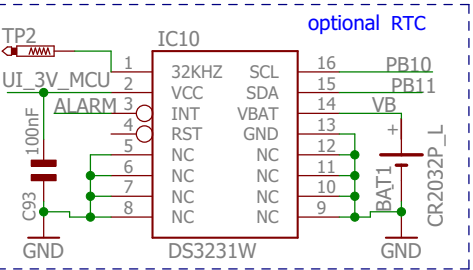 optional RTC
TP2
IC10
1 32KHZ SCL 16 PB10
UI_3V_MCU 2 VCC SDA 15 PB11
ALARM 3 INT VBAT 14 VB
4 RST GND 13
5 NC NC 12
6 NC NC 11
7 NC NC 10
8 NC NC 9
100nF
C93
+
BAT1
CR2032P_L
GND
DS3231W
GND